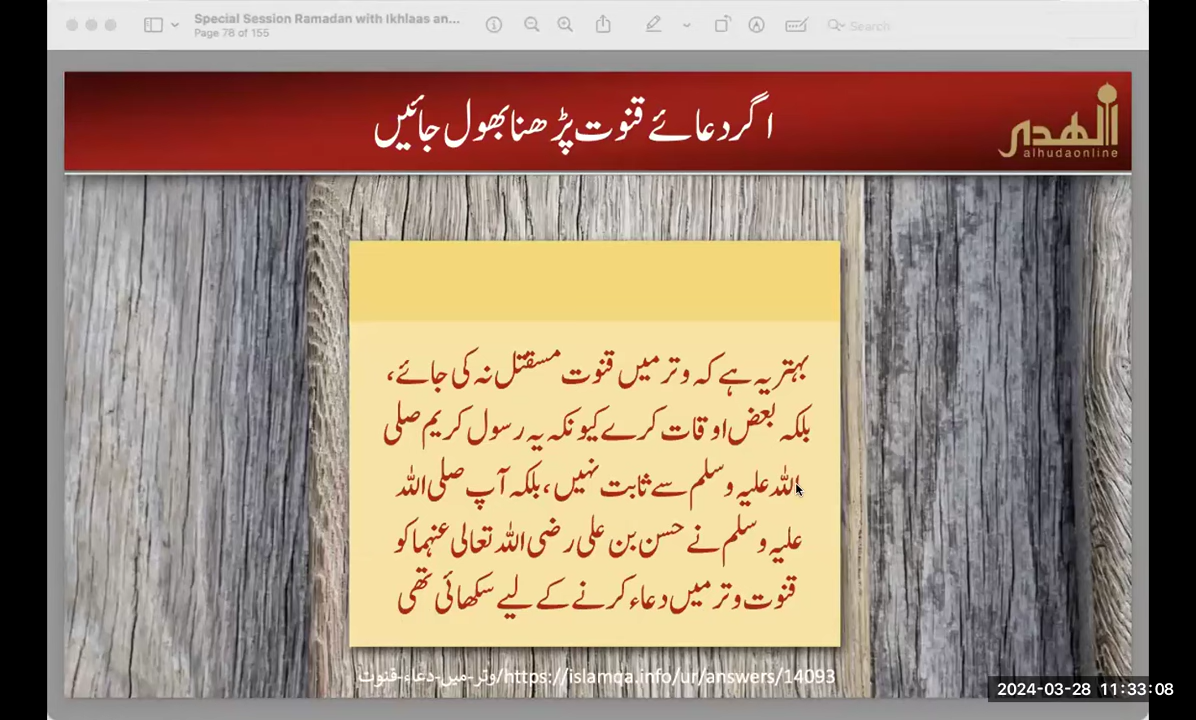 Special Session Ramadan with Ikhlaas an...
Page 78 of 155
Search
اگر دعائے قنوت پڑھنا بھول جائیں
الهدى
alhudaonline
بہتر یہ ہے کہ وتر میں قنوت مستقل نہ کی جائے،
بلکہ بعض اوقات کرے کیونکہ یہ رسول کریم صلی
اللہ علیہ وسلم سے ثابت نہیں، بلکہ آپ صلی اللہ
علیہ وسلم نے حسن بن علی رضی اللہ تعالی عنہما کو
قنوت وتر میں دعاء کرنے کے لیے سکھائی تھی
https://islamqa.info/ur/answers/14093/وتر-میں-دعاء-قنوت
2024-03-28 11:33:08